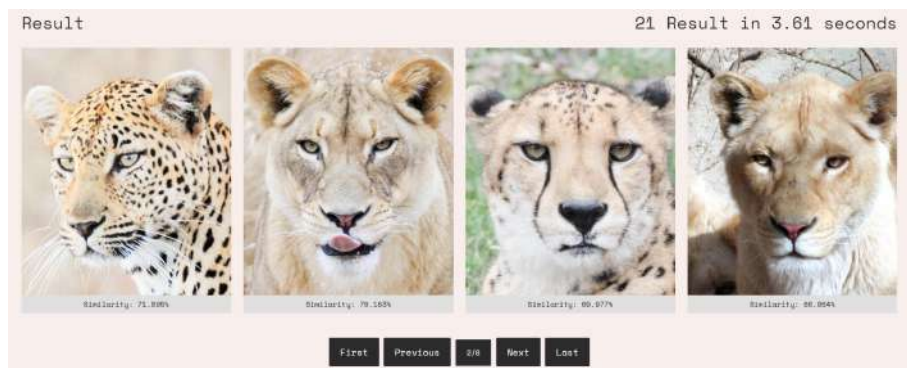 Result
21 Result in 3.61 seconds
Similarity:
Similarity:
Similarity:
Similarity:
First
Previous
2/6
Next
Last